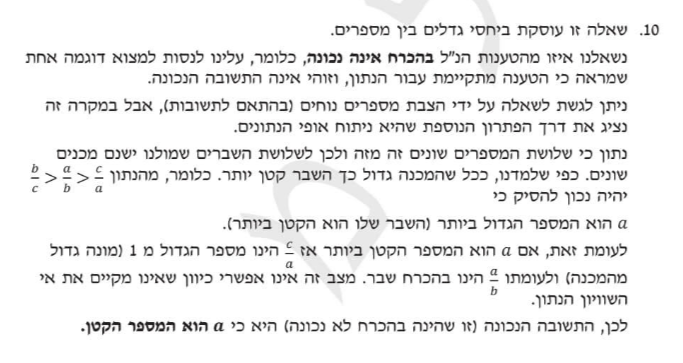 10. שאלה זו עוסקת ביחסי גדלים בין מספרים.
נשאלנו איזו מהטענות הנ"ל בהכרח אינה נכונה, כלומר, עלינו לנסות למצוא דוגמה אחת
שמראה כי הטענה מתקיימת עבור הנתון, וזוהי אינה התשובה הנכונה.
ניתן לגשת לשאלה על ידי הצבת מספרים נוחים (בהתאם לתשובות), אבל במקרה זה
נציג את דרך הפתרון הנוספת שהיא ניתוח אופי הנתונים.
נתון כי שלושת המספרים שונים זה מזה ולכן לשלושת השברים שמולנו ישנם מכנים
שונים. כפי שלמדנו, ככל שהמכנה גדול כך השבר קטן יותר. כלומר, מהנתון b/c > a/b > c/a
יהיה נכון להסיק כי
a הוא המספר הגדול ביותר (השבר שלו הוא הקטן ביותר).
לעומת זאת, אם a הוא המספר הקטן ביותר אז c/a הינו מספר הגדול מ 1 (מונה גדול
מהמכנה) ולעומתו a/b הינו בהכרח שבר. מצב זה אינו אפשרי כיוון שאינו מקיים את אי
השוויון הנתון.
לכן, התשובה הנכונה (זו שהינה בהכרח לא נכונה) היא כי a הוא המספר הקטן.